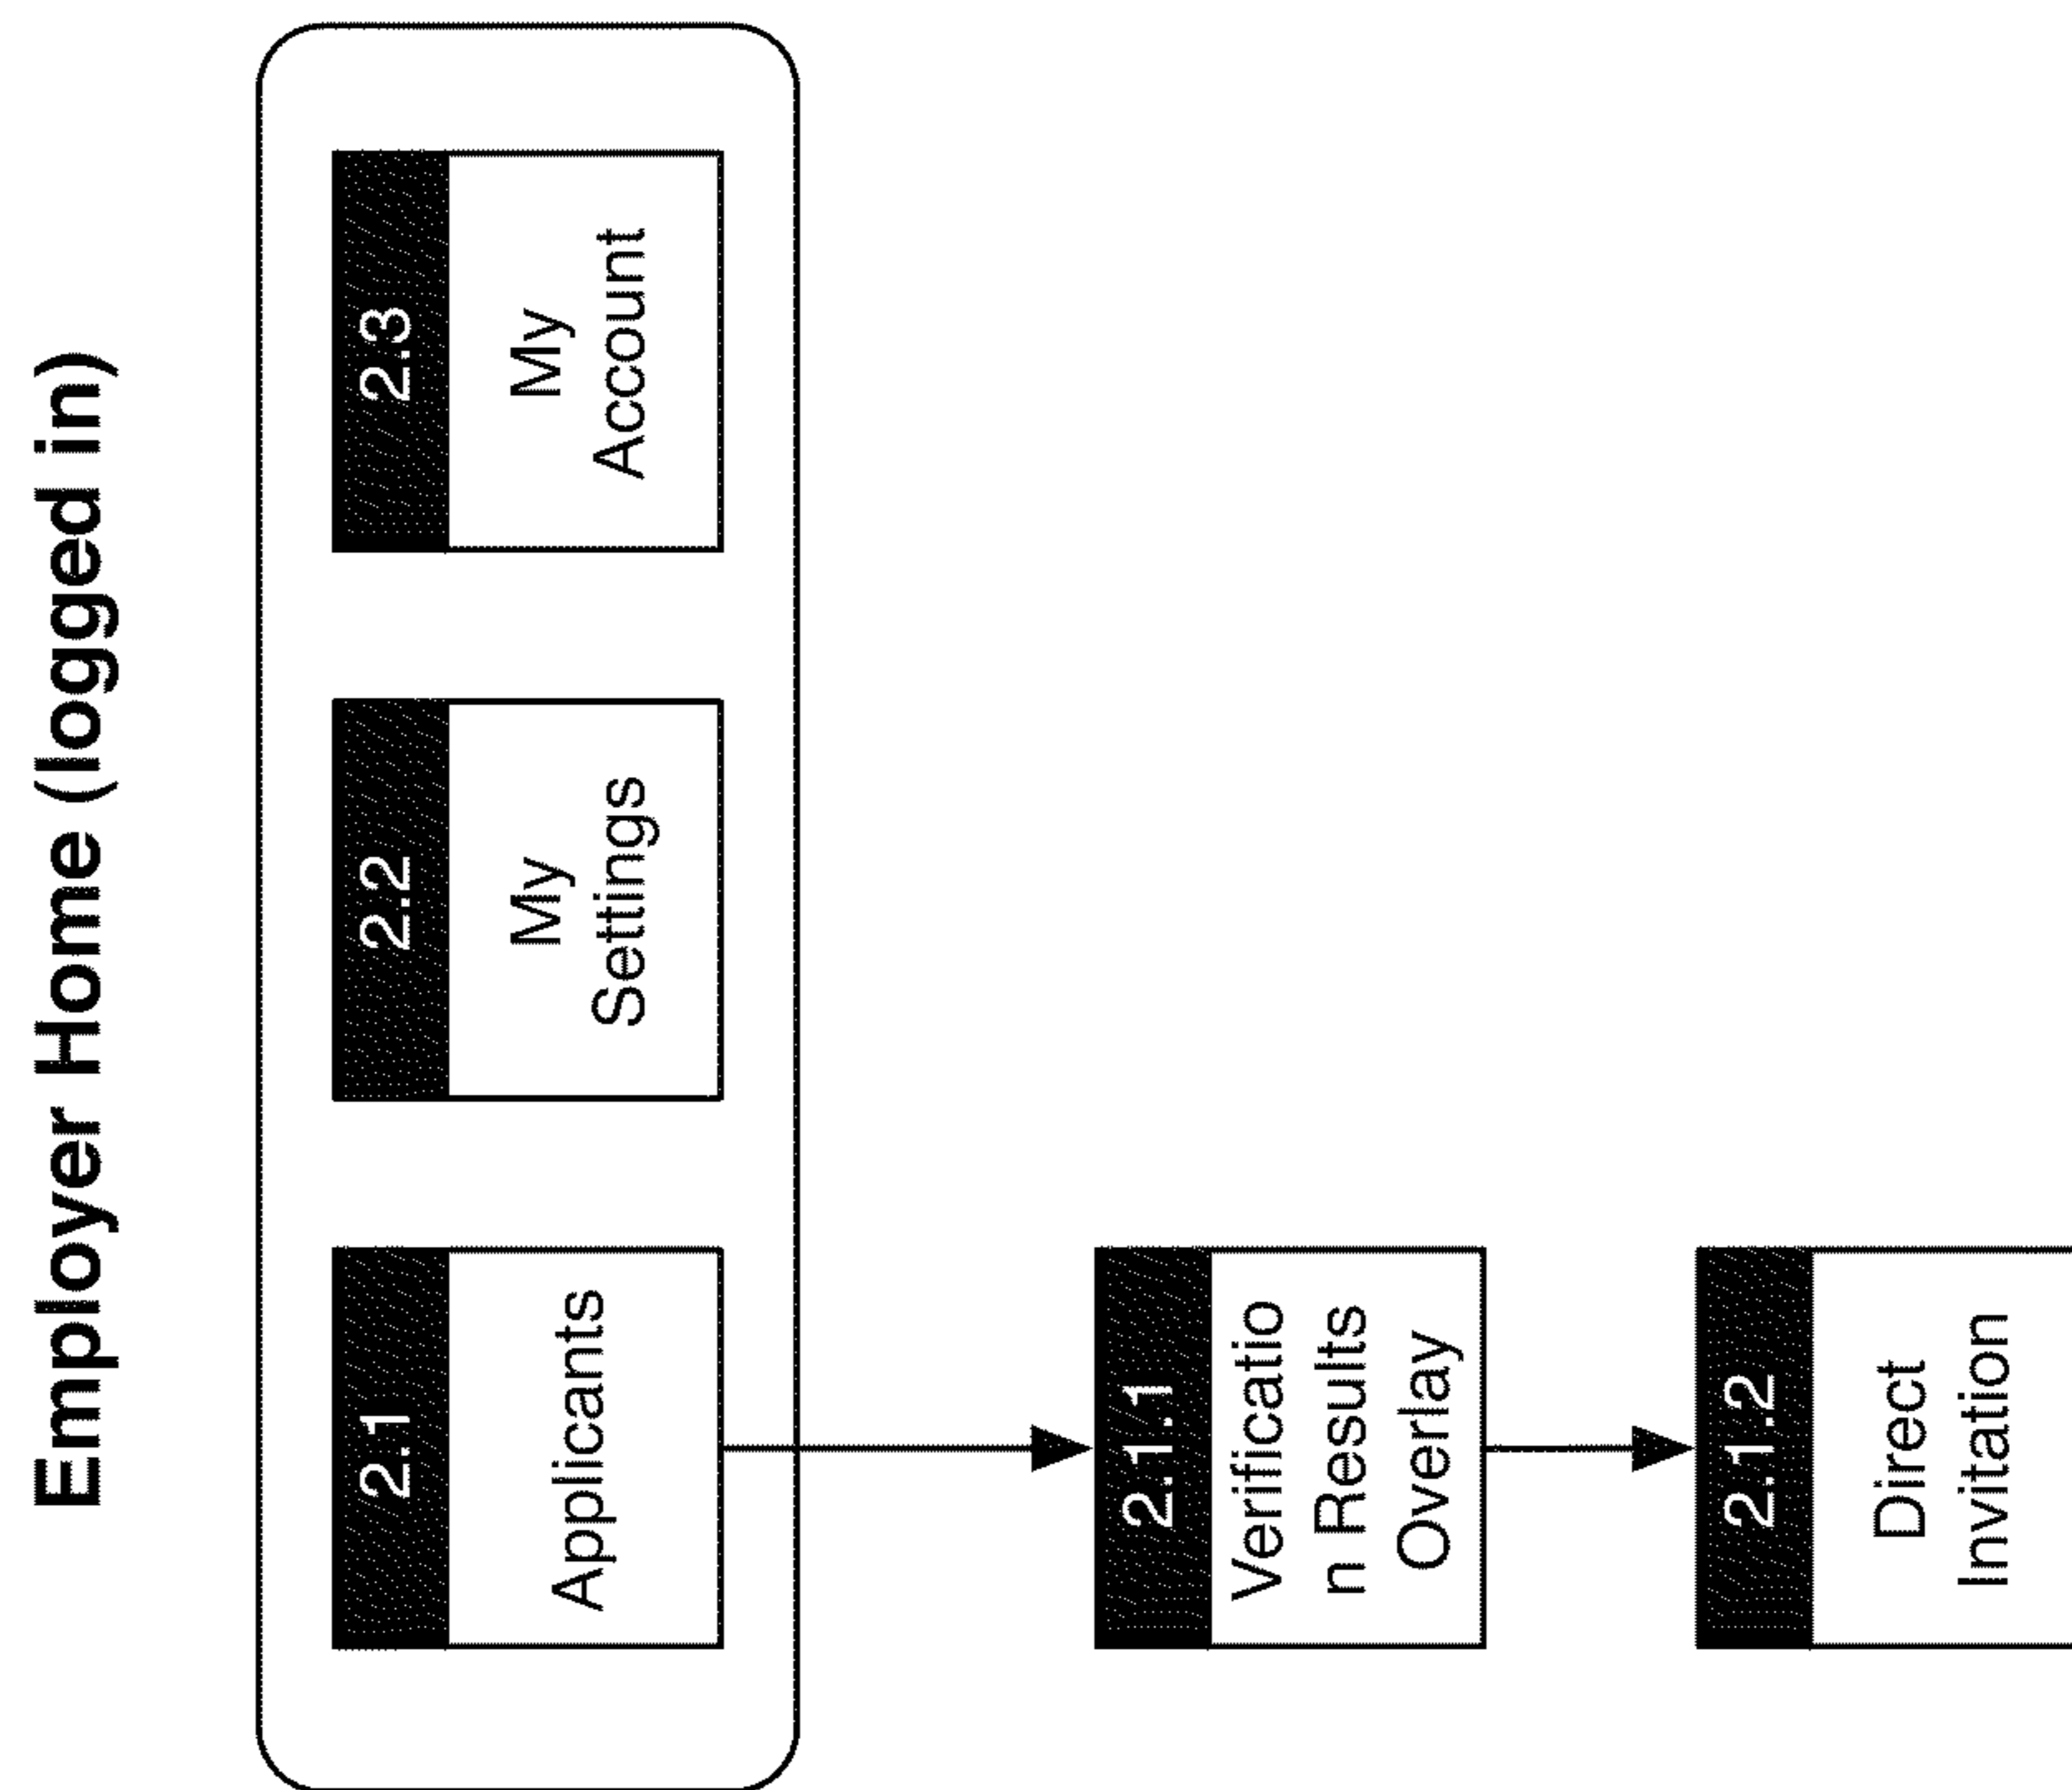 Employer Home (logged in)
2.1
Applicants
2.2
My
Settings
2.3
My
Account
2.1.1
Verificatio
n Results
Overlay
2.1.2
Direct
Invitation